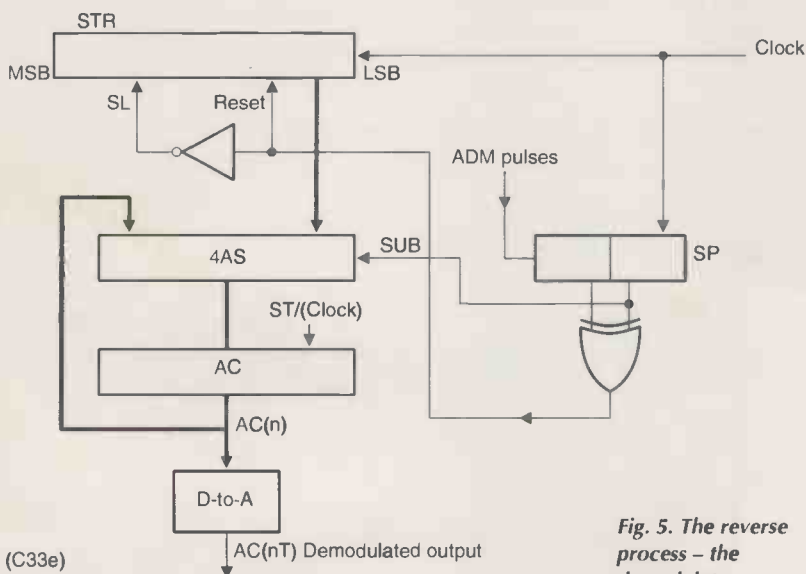 STR
Clock
MSB
LSB
SL
Reset
ADM pulses
4AS
SUB
SP
ST/(Clock)
AC
AC(n)
D-to-A
(C33e)
AC(nT) Demodulated output
Fig. 5. The reverse
process – the